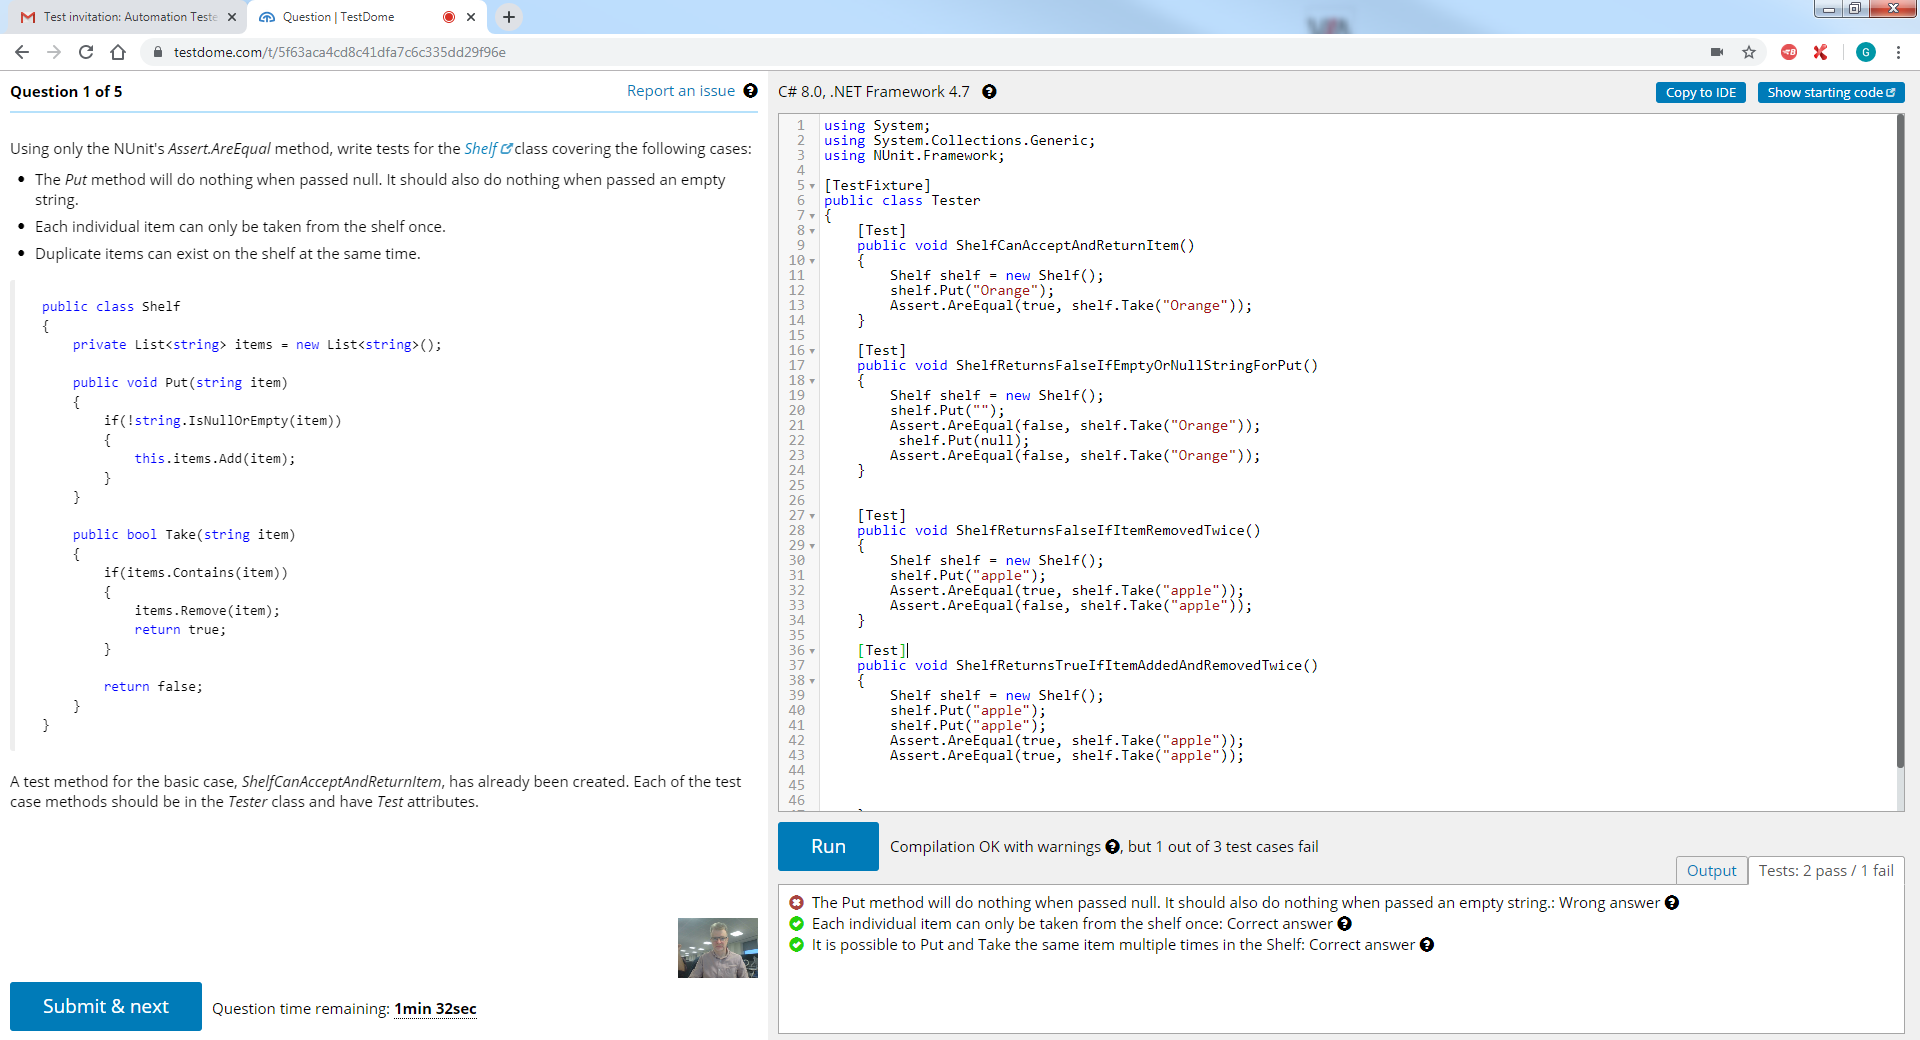 Test invitation: Automation Teste
Question | TestDome
testdome.com/t/5f63aca4cd8c41dfa7c6c335dd29f96e
G
Question 1 of 5
Report an issue
Using only the NUnit's Assert.AreEqual method, write tests for the Shelf class covering the following cases:
The Put method will do nothing when passed null. It should also do nothing when passed an empty
string.
Each individual item can only be taken from the shelf once.
Duplicate items can exist on the shelf at the same time.
public class Shelf
{
private List<string> items = new List<string>();
public void Put(string item)
{
if(!string.IsNullOrEmpty(item))
{
this.items.Add(item);
}
}
public bool Take(string item)
{
if(items.Contains(item))
{
items.Remove(item);
return true;
}
return false;
}
}
A test method for the basic case, ShelfCanAcceptAndReturnItem, has already been created. Each of the test
case methods should be in the Tester class and have Test attributes.
Submit & next
Question time remaining: 1min 32sec
C# 8.0, .NET Framework 4.7
Copy to IDE
Show starting code
1 using System;
2 using System.Collections.Generic;
3 using NUnit.Framework;
4
5 [TestFixture]
6 public class Tester
7 {
8 [Test]
9 public void ShelfCanAcceptAndReturnItem()
10 {
11 Shelf shelf = new Shelf();
12 shelf.Put("Orange");
13 Assert.AreEqual(true, shelf.Take("Orange"));
14 }
15
16 [Test]
17 public void ShelfReturnsFalseIfEmptyOrNullStringForPut()
18 {
19 Shelf shelf = new Shelf();
20 shelf.Put("");
21 Assert.AreEqual(false, shelf.Take("Orange"));
22 shelf.Put(null);
23 Assert.AreEqual(false, shelf.Take("Orange"));
24 }
25
26
27 [Test]
28 public void ShelfReturnsFalseIfItemRemovedTwice()
29 {
30 Shelf shelf = new Shelf();
31 shelf.Put("apple");
32 Assert.AreEqual(true, shelf.Take("apple"));
33 Assert.AreEqual(false, shelf.Take("apple"));
34 }
35
36 [Test]
37 public void ShelfReturnsTrueIfItemAddedAndRemovedTwice()
38 {
39 Shelf shelf = new Shelf();
40 shelf.Put("apple");
41 shelf.Put("apple");
42 Assert.AreEqual(true, shelf.Take("apple"));
43 Assert.AreEqual(true, shelf.Take("apple"));
44
45
46
Run
Compilation OK with warnings , but 1 out of 3 test cases fail
Output
Tests: 2 pass / 1 fail
The Put method will do nothing when passed null. It should also do nothing when passed an empty string.: Wrong answer
Each individual item can only be taken from the shelf once: Correct answer
It is possible to Put and Take the same item multiple times in the Shelf: Correct answer